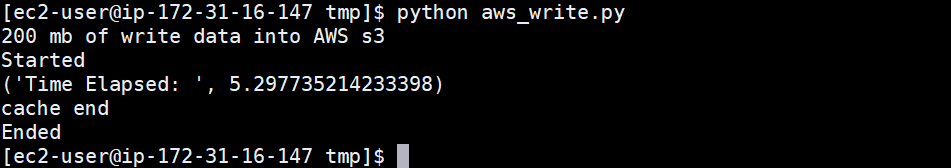 [ec2-user@ip-172-31-16-147 tmp]$ python aws_write.py
200 mb of write data into AWS s3
Started
('Time Elapsed: ', 5.297735214233398)
cache end
Ended
[ec2-user@ip-172-31-16-147 tmp]$